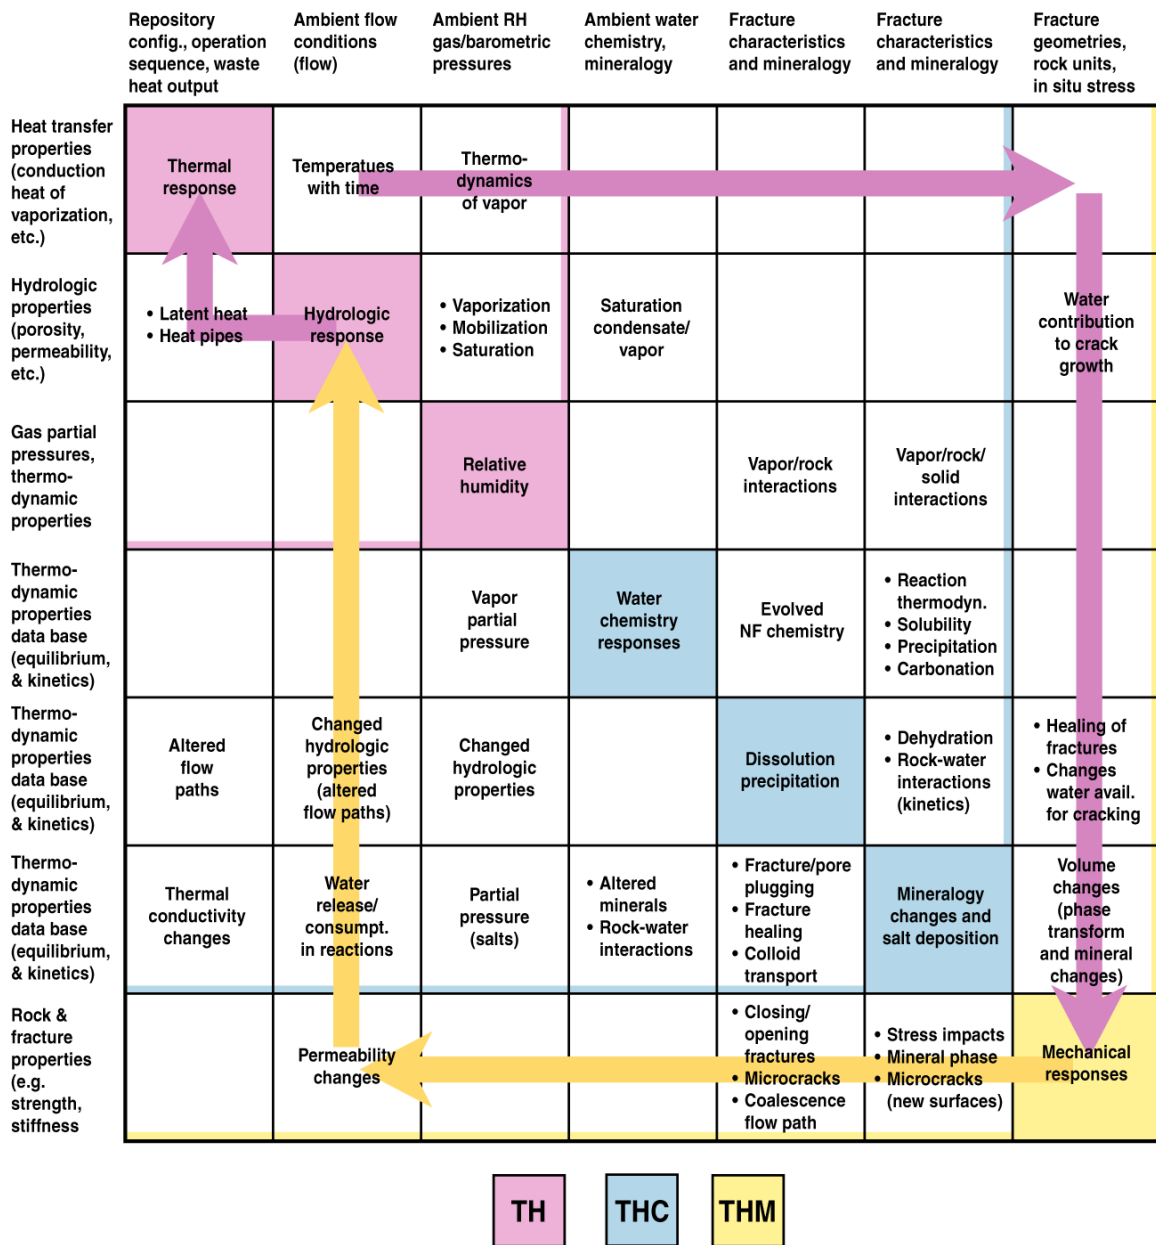 Repository
config., operation
sequence, waste
heat output
Ambient flow
conditions
(flow)
Ambient RH
gas/barometric
pressures
Ambient water
chemistry,
mineralogy
Fracture
characteristics
and mineralogy
Fracture
characteristics
and mineralogy
Fracture
geometries,
rock units,
in situ stress
Heat transfer
properties
(conduction
heat of
vaporization,
etc.)
Thermal
response
Temperatues
with time
Thermo-
dynamics
of vapor
Hydrologic
properties
(porosity,
permeability,
etc.)
• Latent heat
• Heat pipes
Hydrologic
response
• Vaporization
• Mobilization
• Saturation
Saturation
condensate/
vapor
Water
contribution
to crack
growth
Gas partial
pressures,
thermo-
dynamic
properties
Relative
humidity
Vapor/rock
interactions
Vapor/rock/
solid
interactions
Thermo-
dynamic
properties
data base
(equilibrium,
& kinetics)
Vapor
partial
pressure
Water
chemistry
responses
Evolved
NF chemistry
• Reaction
thermodyn.
• Solubility
• Precipitation
• Carbonation
Thermo-
dynamic
properties
data base
(equilibrium,
& kinetics)
Altered
flow
paths
Changed
hydrologic
properties
(altered
flow paths)
Changed
hydrologic
properties
Dissolution
precipitation
• Dehydration
• Rock-water
interactions
(kinetics)
• Healing of
fractures
• Changes
water avail.
for cracking
Thermo-
dynamic
properties
data base
(equilibrium,
& kinetics)
Thermal
conductivity
changes
Water
release/
consumpt.
in reactions
Partial
pressure
(salts)
• Altered
minerals
• Rock-water
interactions
• Fracture/pore
plugging
• Fracture
healing
• Colloid
transport
Mineralogy
changes and
salt deposition
Volume
changes
(phase
transform
and mineral
changes)
Rock &
fracture
properties
(e.g.
strength,
stiffness
Permeability
changes
• Closing/
opening
fractures
• Microcracks
• Coalescence
flow path
• Stress impacts
• Mineral phase
• Microcracks
(new surfaces)
Mechanical
responses
TH
THC
THM